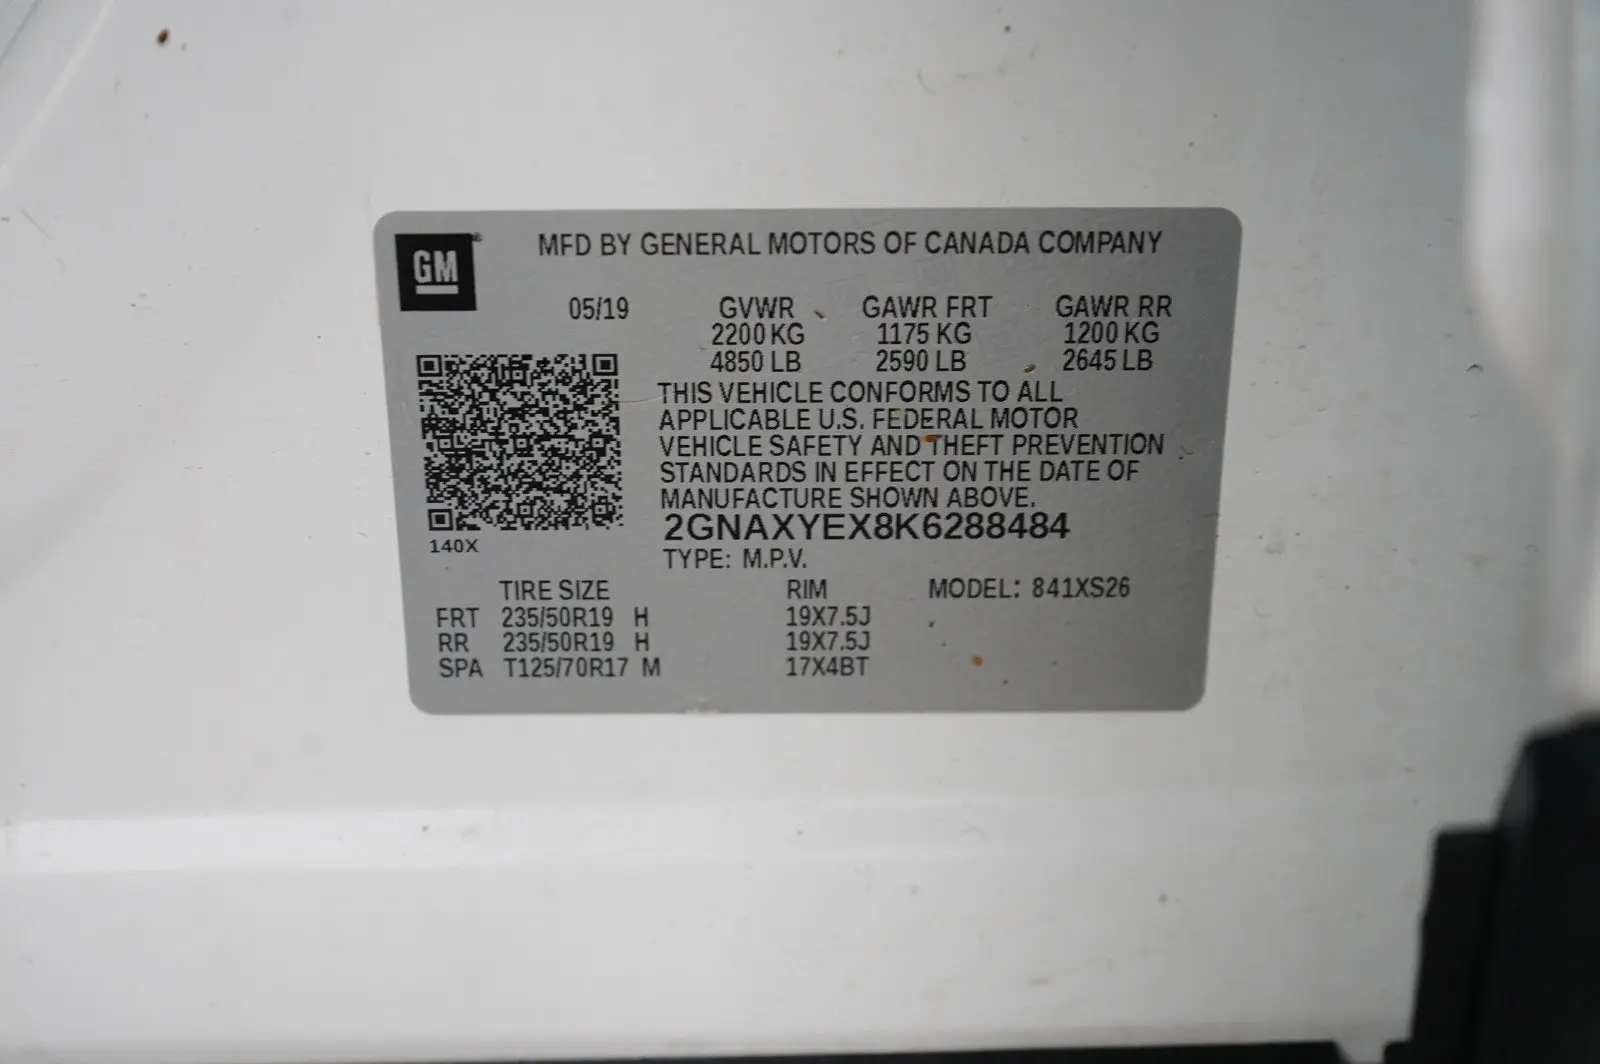 GM
MFD BY GENERAL MOTORS OF CANADA COMPANY
05/19 GVWR GAWR FRT GAWR RR
2200 KG 1175 KG 1200 KG
4850 LB 2590 LB 2645 LB
THIS VEHICLE CONFORMS TO ALL
APPLICABLE U.S. FEDERAL MOTOR
VEHICLE SAFETY AND THEFT PREVENTION
STANDARDS IN EFFECT ON THE DATE OF
MANUFACTURE SHOWN ABOVE.
2GNAXYEX8K6288484
140X
TYPE: M.P.V.
TIRE SIZE RIM MODEL: 841XS26
FRT 235/50R19 H 19X7.5J
RR 235/50R19 H 19X7.5J
SPA T125/70R17 M 17X4BT